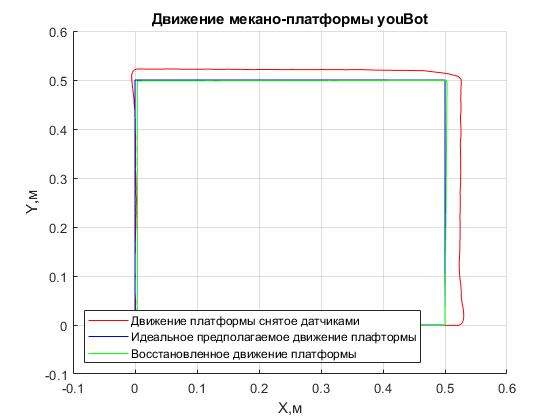 Движение мекано-платформы youBot
0.6
0.5
0.4
0.3
0.2
0.1
0
-0.1
Y,м
Движение платформы снятое датчиками
Идеальное предполагаемое движение плафтормы
Восстановленное движение платформы
-0.1 0 0.1 0.2 0.3 0.4 0.5 0.6
X,м